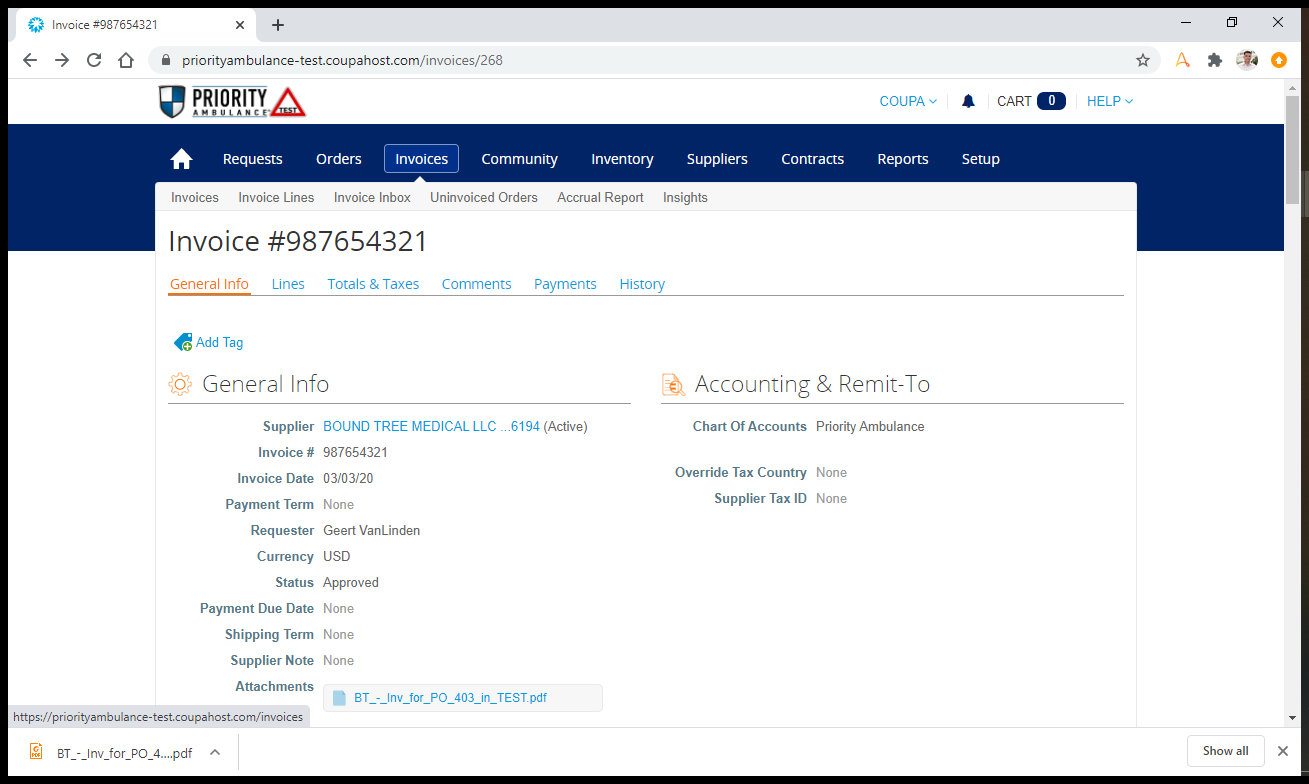 Invoice #987654321
priorityambulance-test.coupahost.com/invoices/268
PRIORITY
AMBULANCE
TEST
COUPA
CART 0
HELP
Requests Orders Invoices Community Inventory Suppliers Contracts Reports Setup
Invoices Invoice Lines Invoice Inbox Uninvoiced Orders Accrual Report Insights
Invoice #987654321
General Info Lines Totals & Taxes Comments Payments History
Add Tag
General Info
Supplier BOUND TREE MEDICAL LLC ...6194 (Active)
Invoice # 987654321
Invoice Date 03/03/20
Payment Term None
Requester Geert VanLinden
Currency USD
Status Approved
Payment Due Date None
Shipping Term None
Supplier Note None
Attachments
BT_-_Inv_for_PO_403_in_TEST.pdf
Accounting & Remit-To
Chart Of Accounts Priority Ambulance
Override Tax Country None
Supplier Tax ID None
https://priorityambulance-test.coupahost.com/invoices
BT_-_Inv_for_PO_4....pdf
Show all